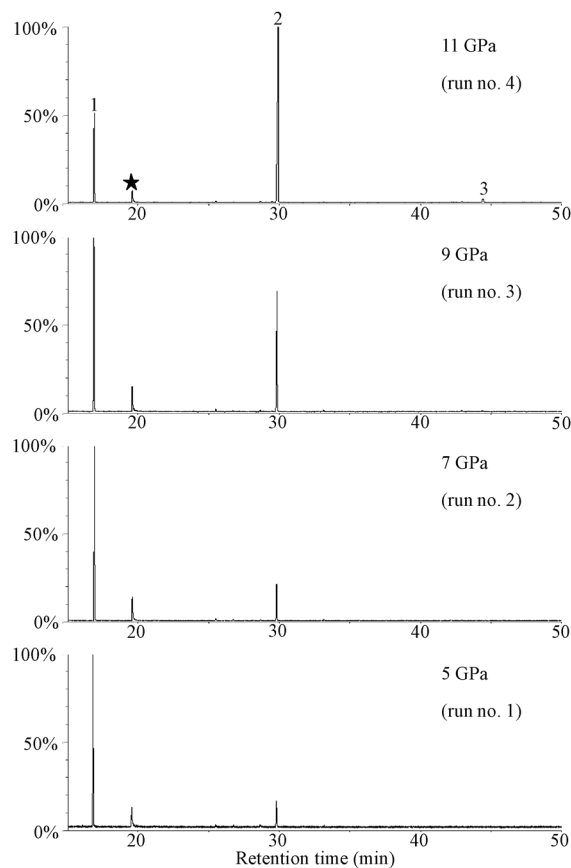 2
100%
11 GPa
(run no. 4)
1
50%
★
3
0%
20 30 40 50
100%
9 GPa
(run no. 3)
50%
0%
20 30 40 50
100%
7 GPa
(run no. 2)
50%
0%
20 30 40 50
100%
5 GPa
(run no. 1)
50%
0%
20 30 40 50
Retention time (min)